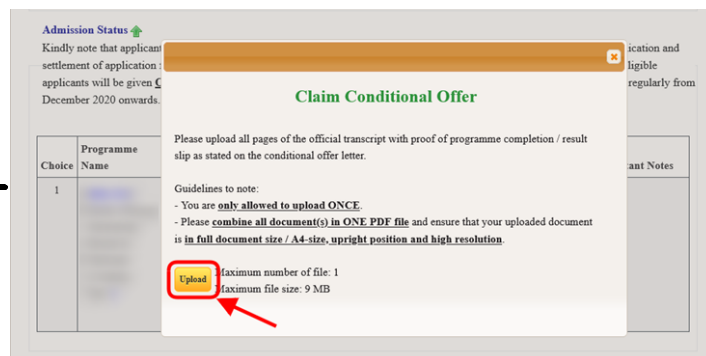 Admission Status
Kindly note that applicant
ication and
settlement of application
ligible
applicants will be given
regularly from
December 2020 onwards.
Claim Conditional Offer
Please upload all pages of the official transcript with proof of programme completion / result
slip as stated on the conditional offer letter.
Guidelines to note:
- You are only allowed to upload ONCE.
- Please combine all document(s) in ONE PDF file and ensure that your uploaded document
is in full document size / A4-size, upright position and high resolution.
Upload
Maximum number of file: 1
Maximum file size: 9 MB
Choice
Programme
Name
ant Notes
1